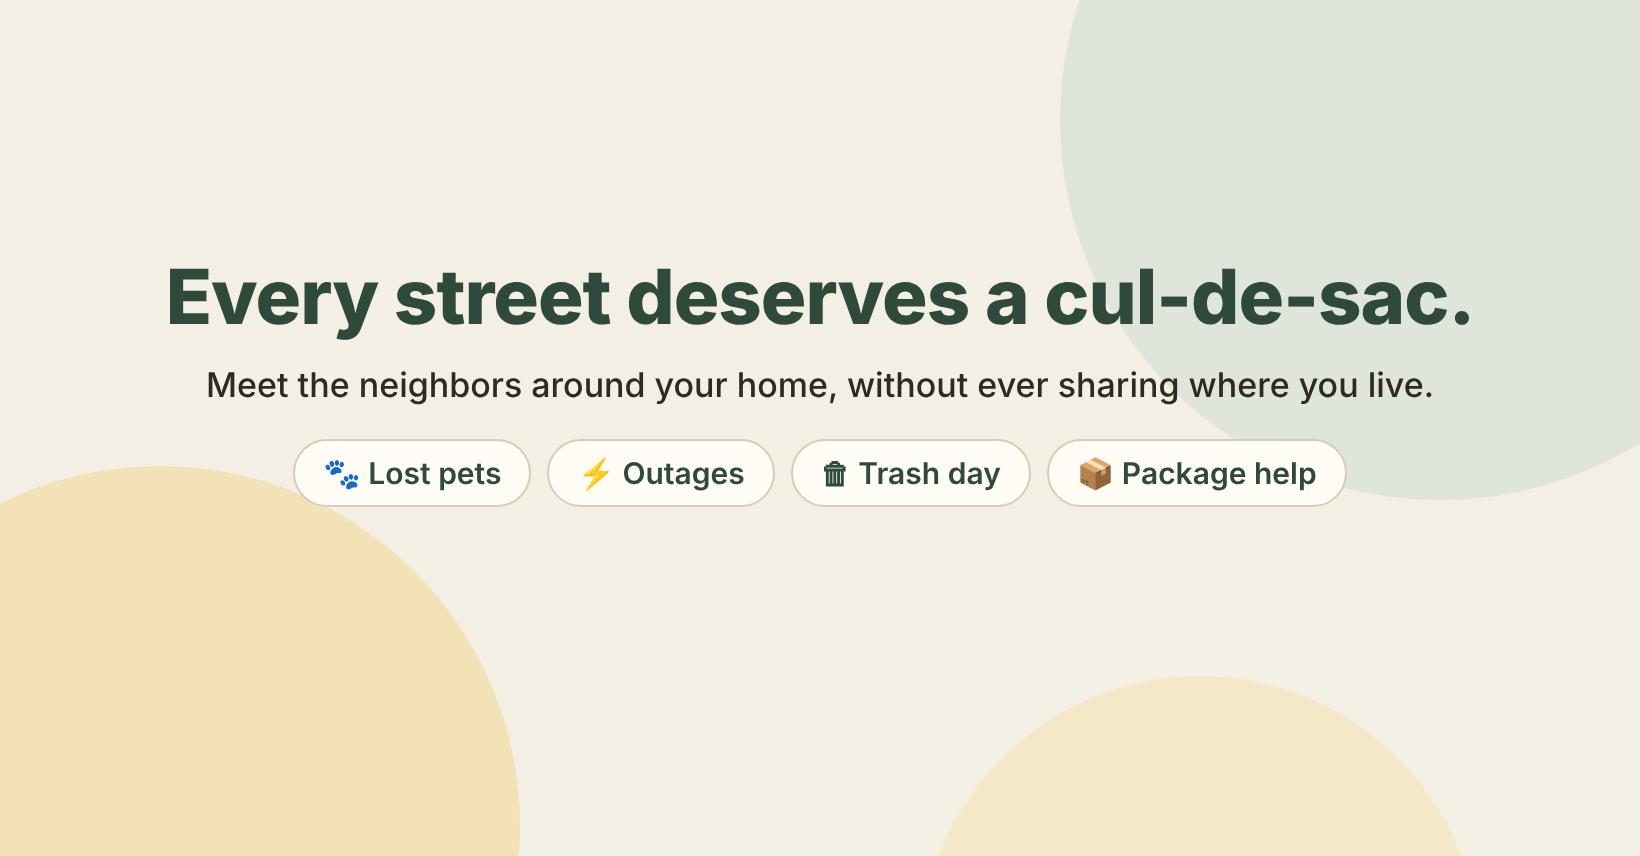 Every street deserves a cul-de-sac.
Meet the neighbors around your home, without ever sharing where you live.
🐾 Lost pets ⚡ Outages 🗑 Trash day 📦 Package help